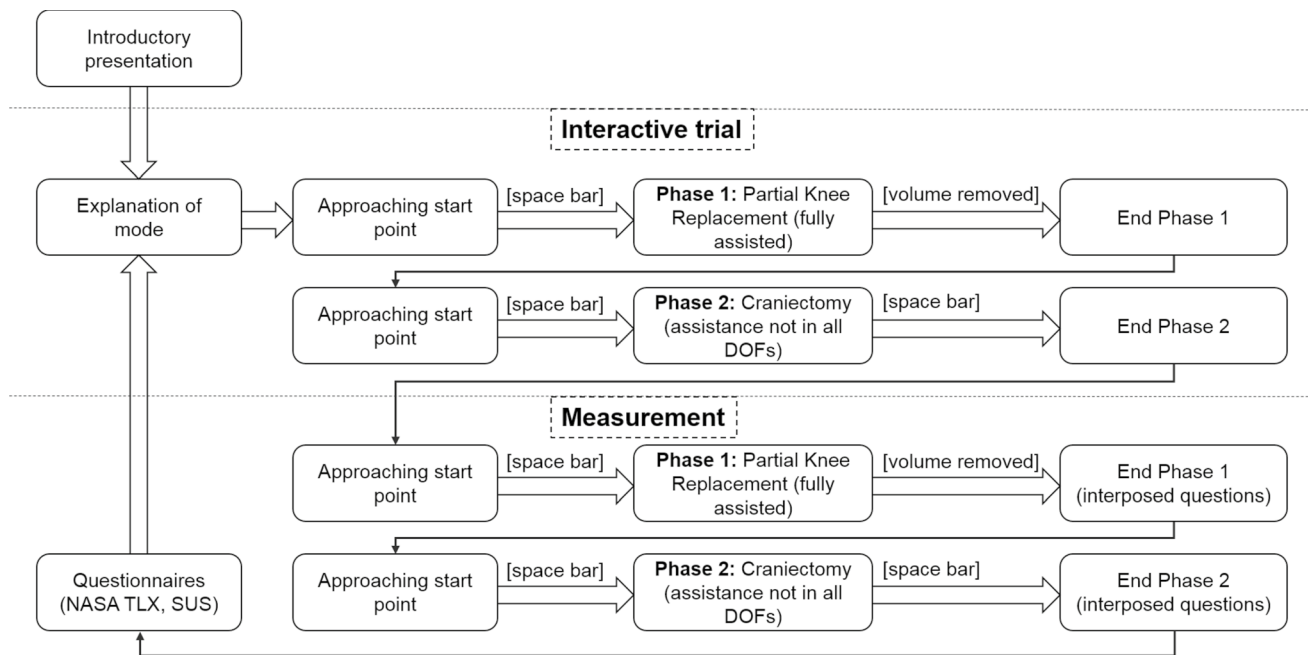 Introductory
presentation
Interactive trial
Explanation of
mode
Approaching start
point
[space bar]
Phase 1: Partial Knee
Replacement (fully
assisted)
[volume removed]
End Phase 1
Approaching start
point
[space bar]
Phase 2: Craniectomy
(assistance not in all
DOFs)
[space bar]
End Phase 2
Measurement
Approaching start
point
[space bar]
Phase 1: Partial Knee
Replacement (fully
assisted)
[volume removed]
End Phase 1
(interposed questions)
Questionnaires
(NASA TLX, SUS)
Approaching start
point
[space bar]
Phase 2: Craniectomy
(assistance not in all
DOFs)
[space bar]
End Phase 2
(interposed questions)